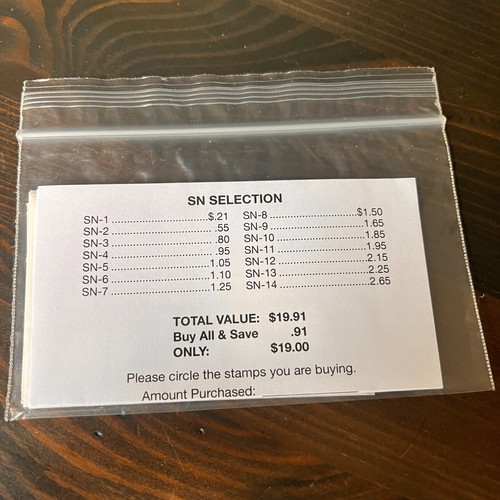 SN SELECTION
SN-1 ............................ $.21
SN-2 ............................ .55
SN-3 ............................ .80
SN-4 ............................ .95
SN-5 ............................ 1.05
SN-6 ............................ 1.10
SN-7 ............................ 1.25
SN-8 ............................ $1.50
SN-9 ............................ 1.65
SN-10 .......................... 1.85
SN-11 .......................... 1.95
SN-12 .......................... 2.15
SN-13 .......................... 2.25
SN-14 .......................... 2.65
TOTAL VALUE: $19.91
Buy All & Save .91
ONLY: $19.00
Please circle the stamps you are buying.
Amount Purchased: ______________